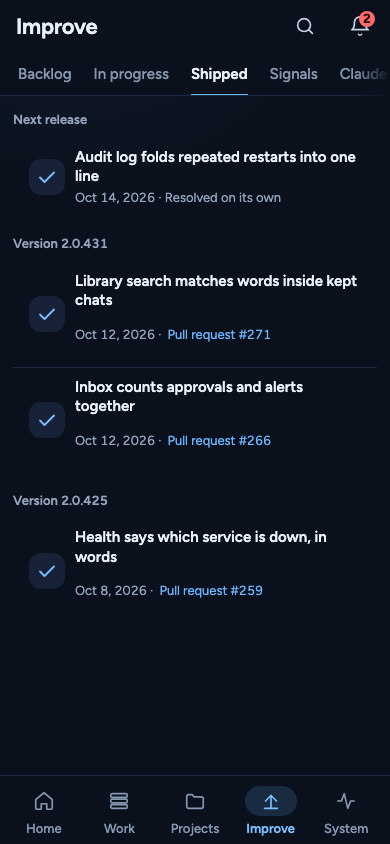 Improve
2
Backlog In progress Shipped Signals Claude
Next release
Audit log folds repeated restarts into one
line
Oct 14, 2026 · Resolved on its own
Version 2.0.431
Library search matches words inside kept
chats
Oct 12, 2026 · Pull request #271
Inbox counts approvals and alerts
together
Oct 12, 2026 · Pull request #266
Version 2.0.425
Health says which service is down, in
words
Oct 8, 2026 · Pull request #259
Home Work Projects Improve System